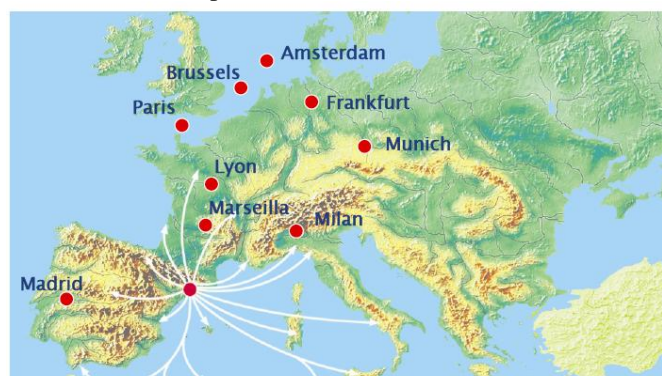 Amsterdam
Brussels
Paris
Frankfurt
Munich
Lyon
Marseilla
Milan
Madrid